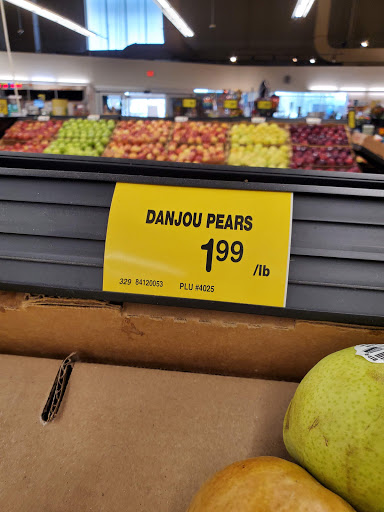 DANJOU PEARS
1.99 /lb
329 84120053 PLU #4025